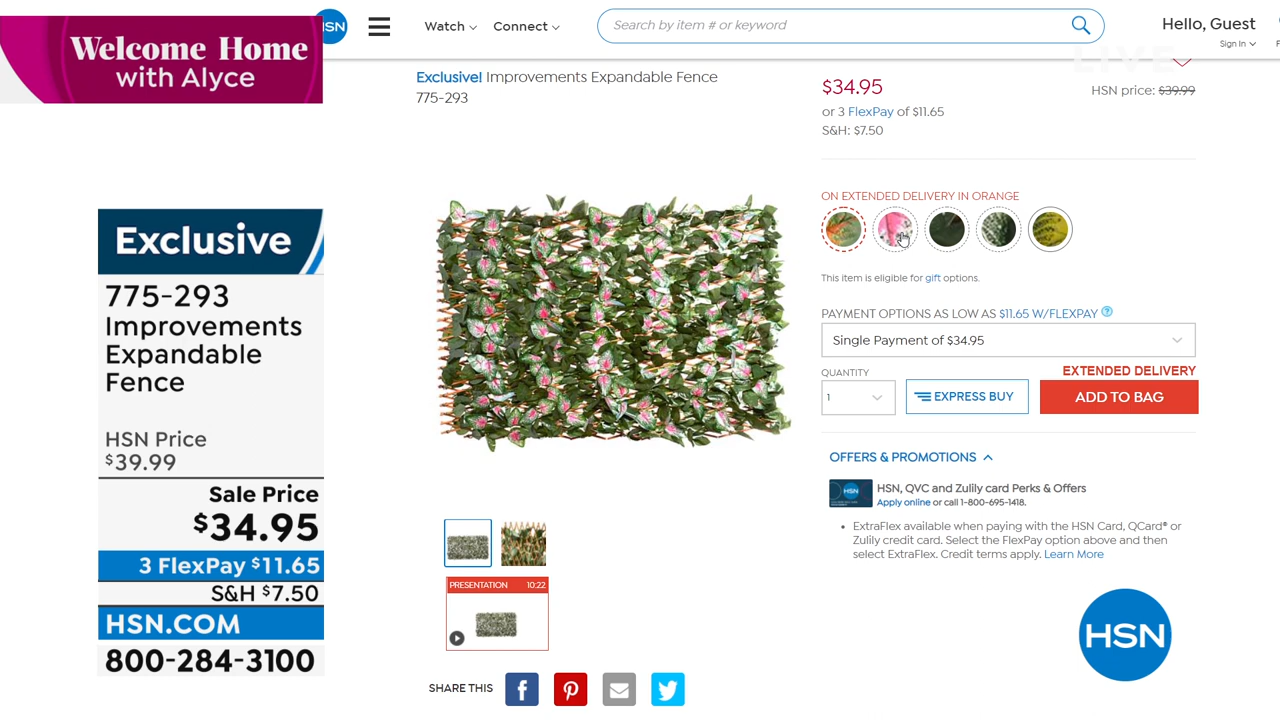 Welcome Home
with Alyce
HSN
Watch
Connect
Search by item # or keyword
Hello, Guest
Sign In
LIVE
Exclusive! Improvements Expandable Fence
775-293
$34.95
HSN price: $39.99
or 3 FlexPay of $11.65
S&H: $7.50
ON EXTENDED DELIVERY IN ORANGE
This item is eligible for gift options.
PAYMENT OPTIONS AS LOW AS $11.65 W/FLEXPAY ?
Single Payment of $34.95
QUANTITY
EXTENDED DELIVERY
1
EXPRESS BUY
ADD TO BAG
OFFERS & PROMOTIONS
HSN
HSN, QVC and Zulily card Perks & Offers
Apply online or call 1-800-695-1418.
• ExtraFlex available when paying with the HSN Card, QCard® or
Zulily credit card. Select the FlexPay option above and then
select ExtraFlex. Credit terms apply. Learn More
Exclusive
775-293
Improvements
Expandable
Fence
HSN Price
$39.99
Sale Price
$34.95
3 FlexPay $11.65
S&H $7.50
HSN.COM
800-284-3100
PRESENTATION 10:22
SHARE THIS
HSN